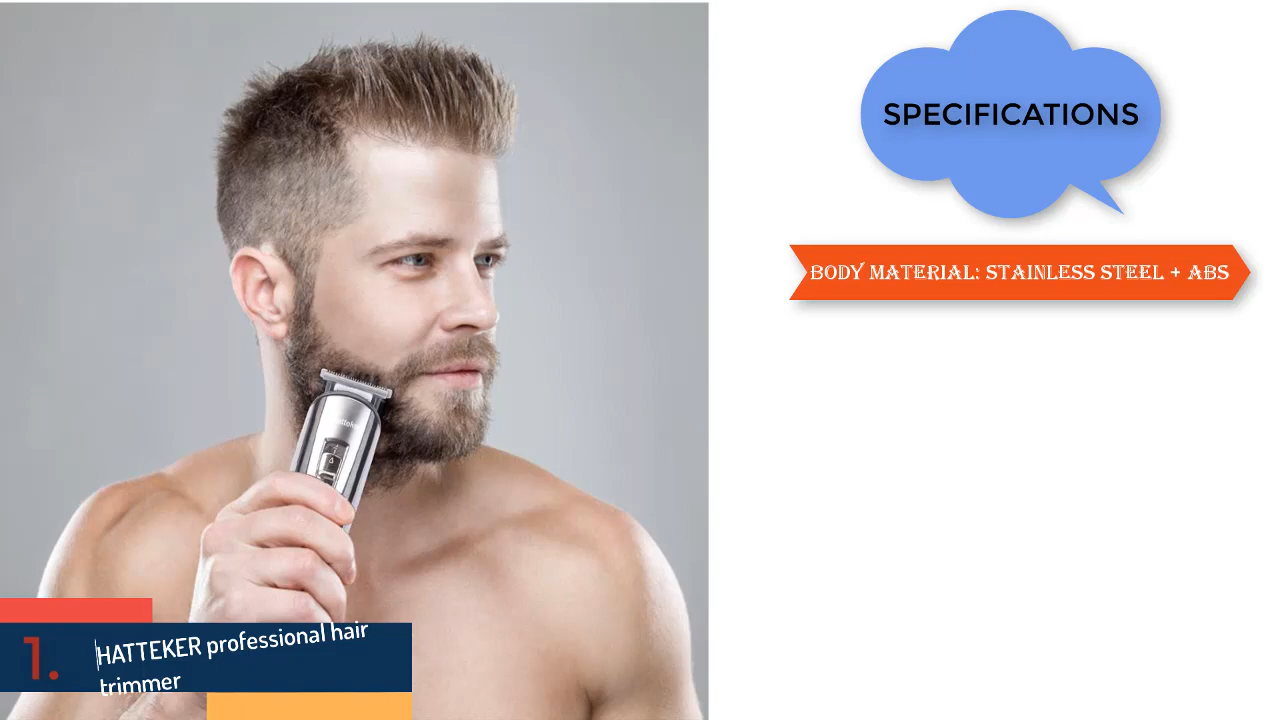 SPECIFICATIONS
BODY MATERIAL: STAINLESS STEEL + ABS
1.
HATTEKER professional hair
trimmer